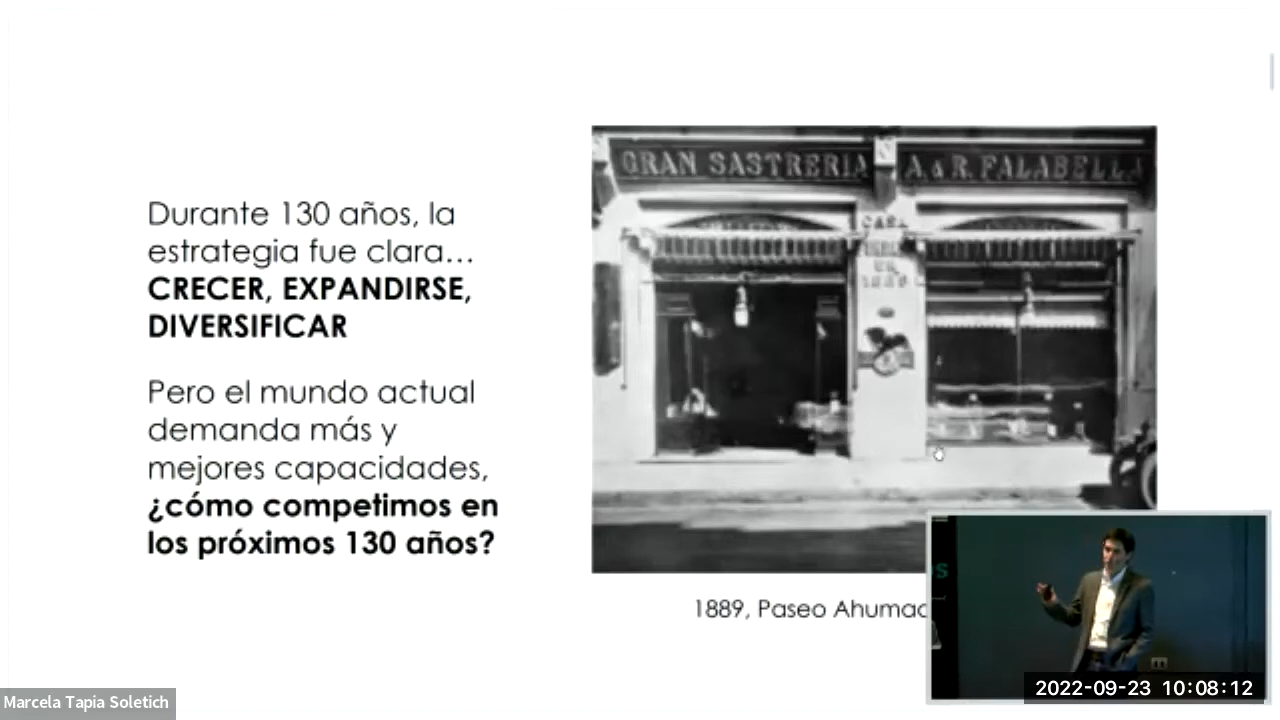 Durante 130 años, la
estrategia fue clara...
CRECER, EXPANDIRSE,
DIVERSIFICAR
Pero el mundo actual
demanda más y
mejores capacidades,
¿cómo competimos en
los próximos 130 años?
GRAN SASTRERIA A. & R. FALABELLA
CASA
1889, Paseo Ahumad
Marcela Tapia Soletich
2022-09-23 10:08:12